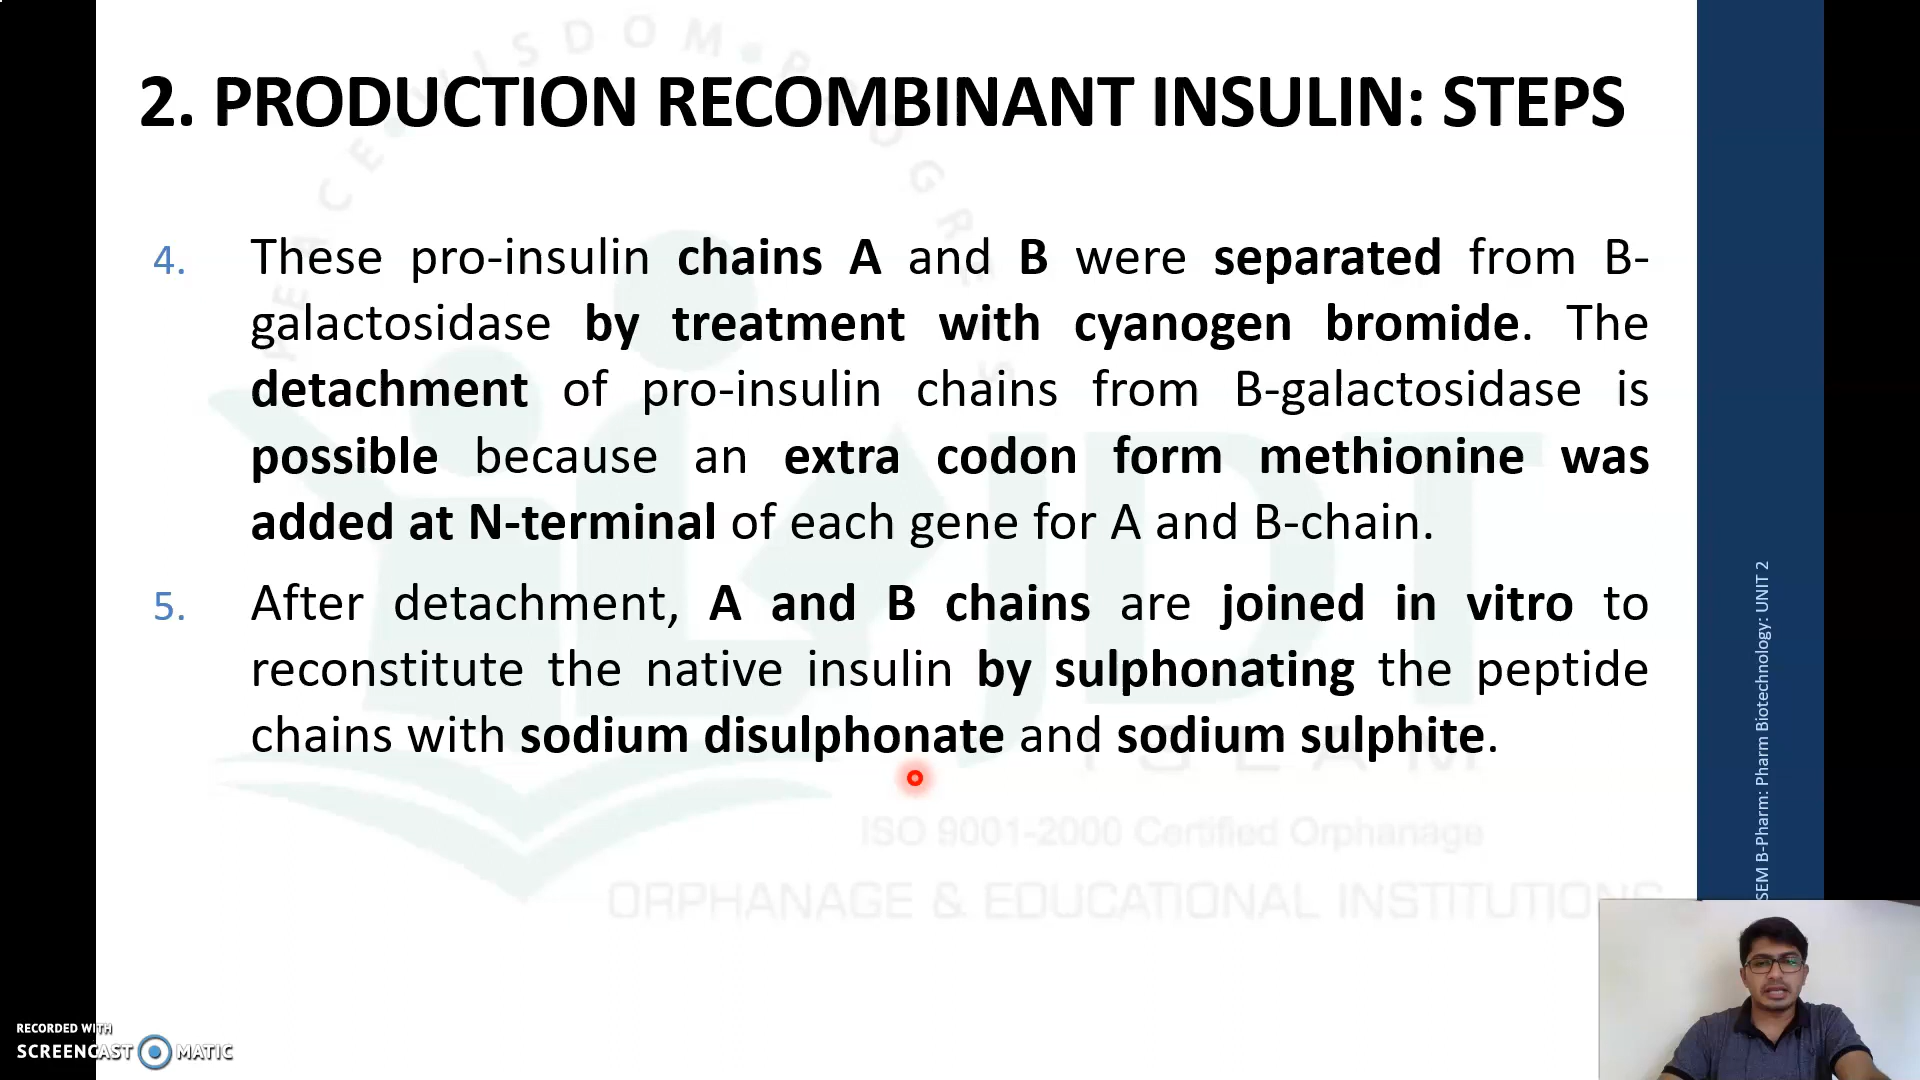 2. PRODUCTION RECOMBINANT INSULIN: STEPS
4. These pro-insulin chains A and B were separated from B-
galactosidase by treatment with cyanogen bromide. The
detachment of pro-insulin chains from B-galactosidase is
possible because an extra codon form methionine was
added at N-terminal of each gene for A and B-chain.
5. After detachment, A and B chains are joined in vitro to
reconstitute the native insulin by sulphonating the peptide
chains with sodium disulphonate and sodium sulphite.
ISO 9001-2000 Certified Orphanage
ORPHANAGE & EDUCATIONAL INSTITUTIONS
JDT
SEM B-Pharm: Pharm Biotechnology: UNIT 2
RECORDED WITH
SCREENCAST MATIC